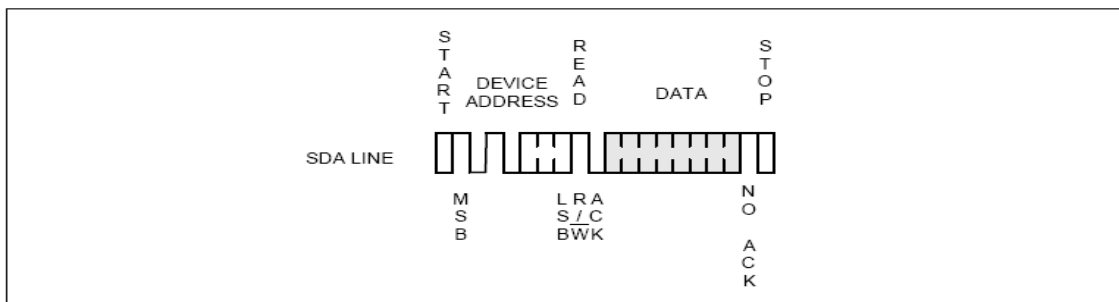 START
DEVICE
ADDRESS
READ
DATA
STOP
SDA LINE
MSB
LSB
R/W
ACK
NO ACK